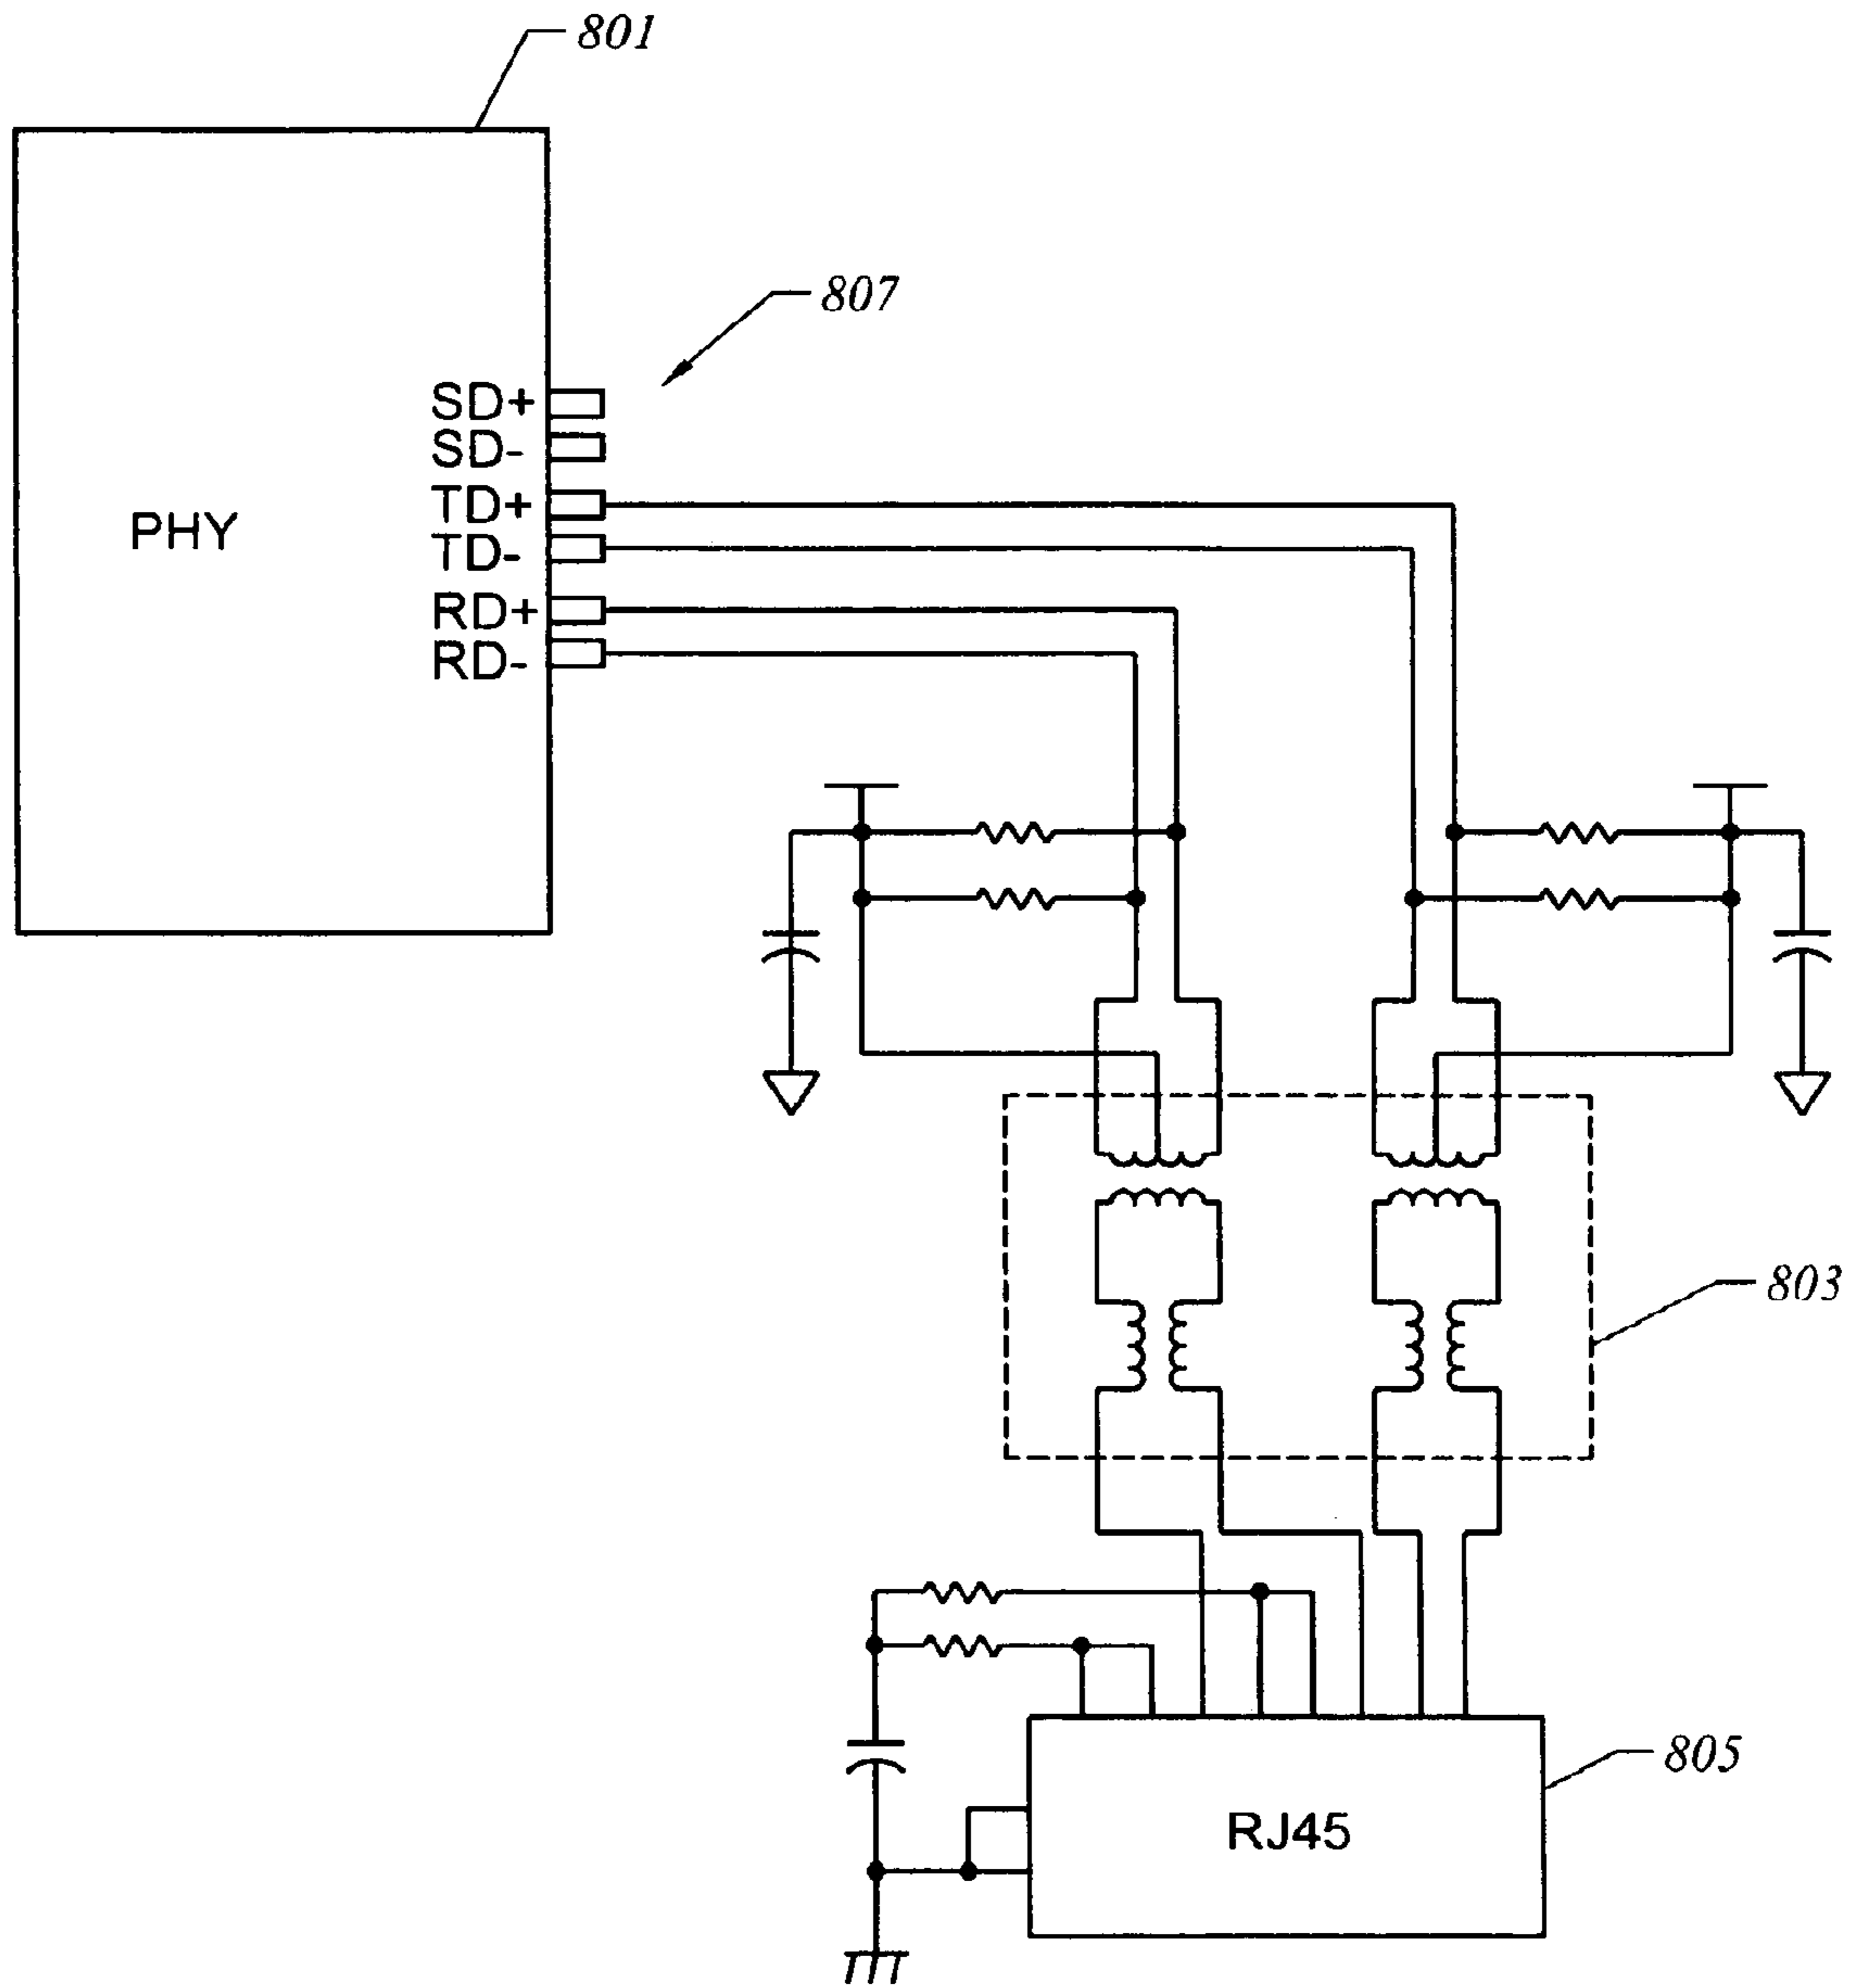 801
807
SD+
SD-
TD+
PHY
TD-
RD+
RD-
803
805
RJ45